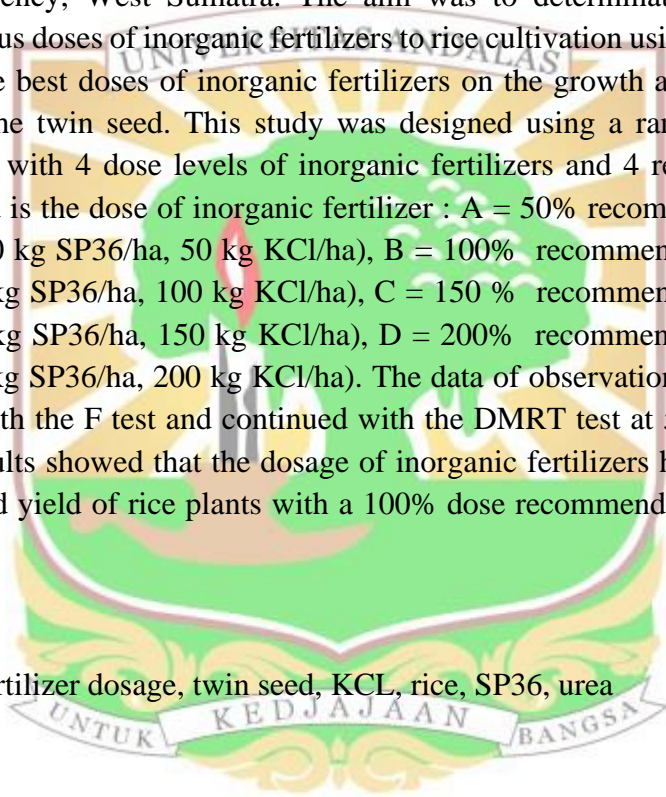 ency, West Sumatra. The aim was to determinat
us doses of inorganic fertilizers to rice cultivation usi
UNIVERSITAS ANDALAS
e best doses of inorganic fertilizers on the growth a
he twin seed. This study was designed using a ran
with 4 dose levels of inorganic fertilizers and 4 re
is the dose of inorganic fertilizer : A = 50% recom
0 kg SP36/ha, 50 kg KCl/ha), B = 100% recommen
kg SP36/ha, 100 kg KCl/ha), C = 150 % recommen
kg SP36/ha, 150 kg KCl/ha), D = 200% recommen
kg SP36/ha, 200 kg KCl/ha). The data of observation
th the F test and continued with the DMRT test at
ults showed that the dosage of inorganic fertilizers h
d yield of rice plants with a 100% dose recommend
rtilizer dosage, twin seed, KCL, rice, SP36, urea
UNTUK KEDJAJAAN BANGSA